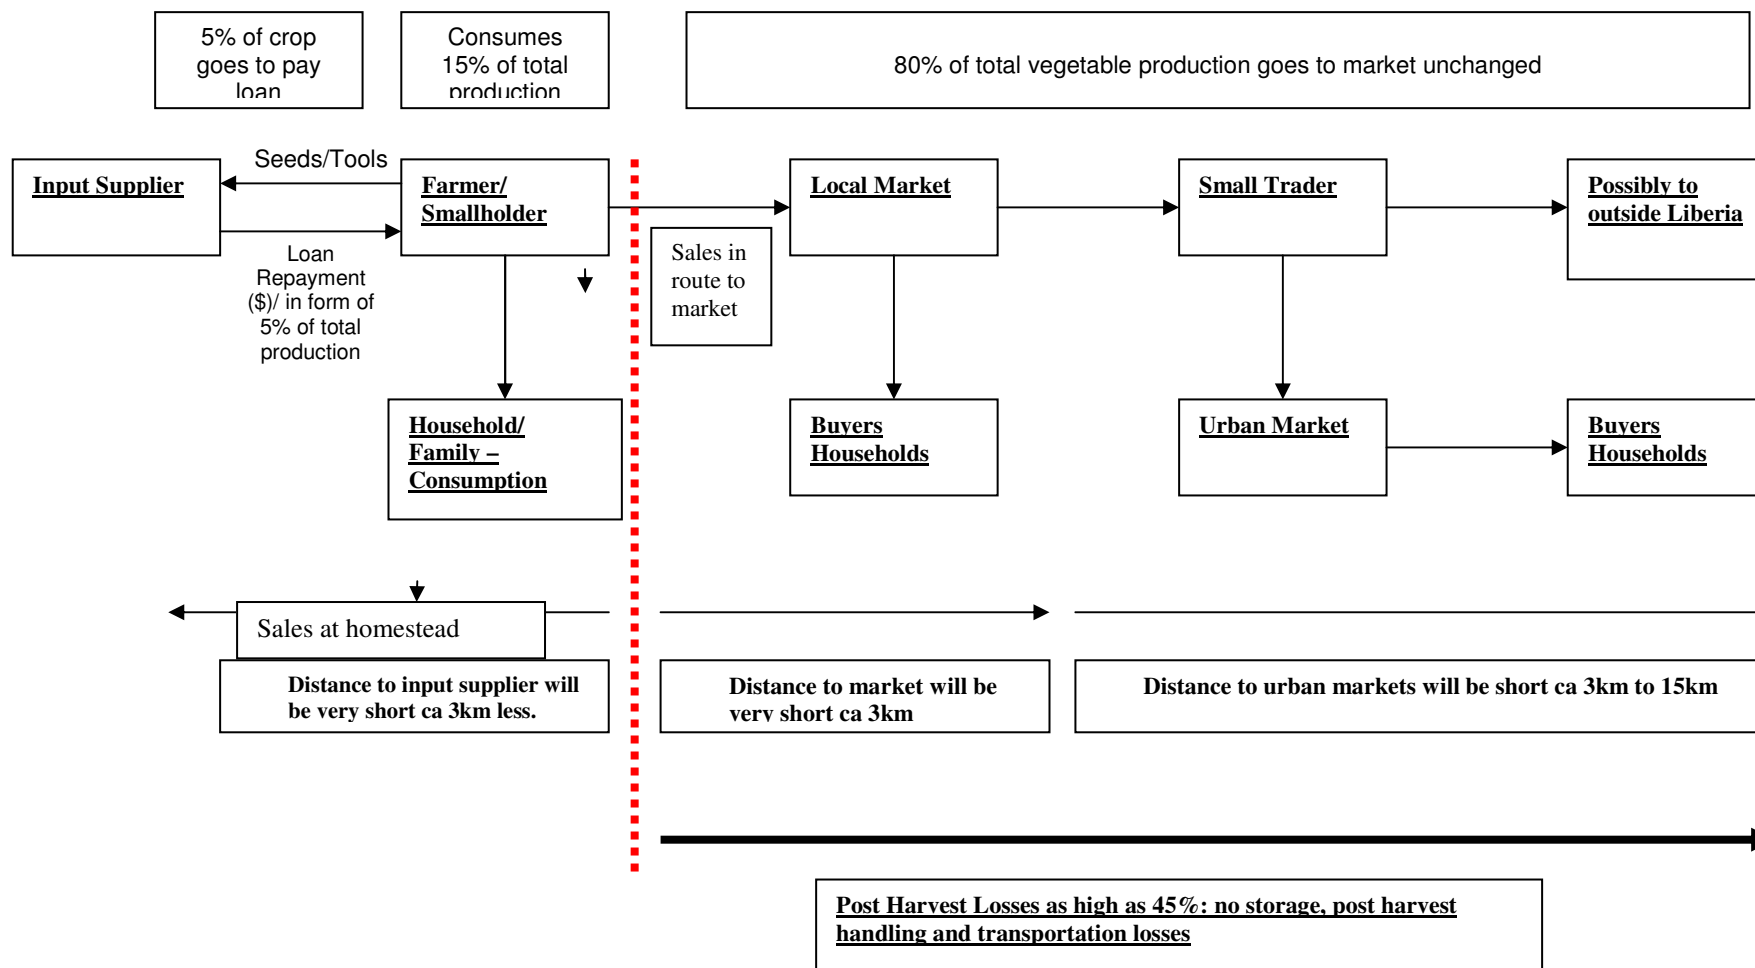 5% of crop
goes to pay
loan
Consumes
15% of total
production
80% of total vegetable production goes to market unchanged
Seeds/Tools
Input Supplier
Farmer/
Smallholder
Local Market
Small Trader
Possibly to
outside Liberia
Loan
Repayment
($)/ in form of
5% of total
production
Sales in
route to
market
Household/
Family –
Consumption
Buyers
Households
Urban Market
Buyers
Households
Sales at homestead
Distance to input supplier will
be very short ca 3km less.
Distance to market will be
very short ca 3km
Distance to urban markets will be short ca 3km to 15km
Post Harvest Losses as high as 45%: no storage, post harvest
handling and transportation losses